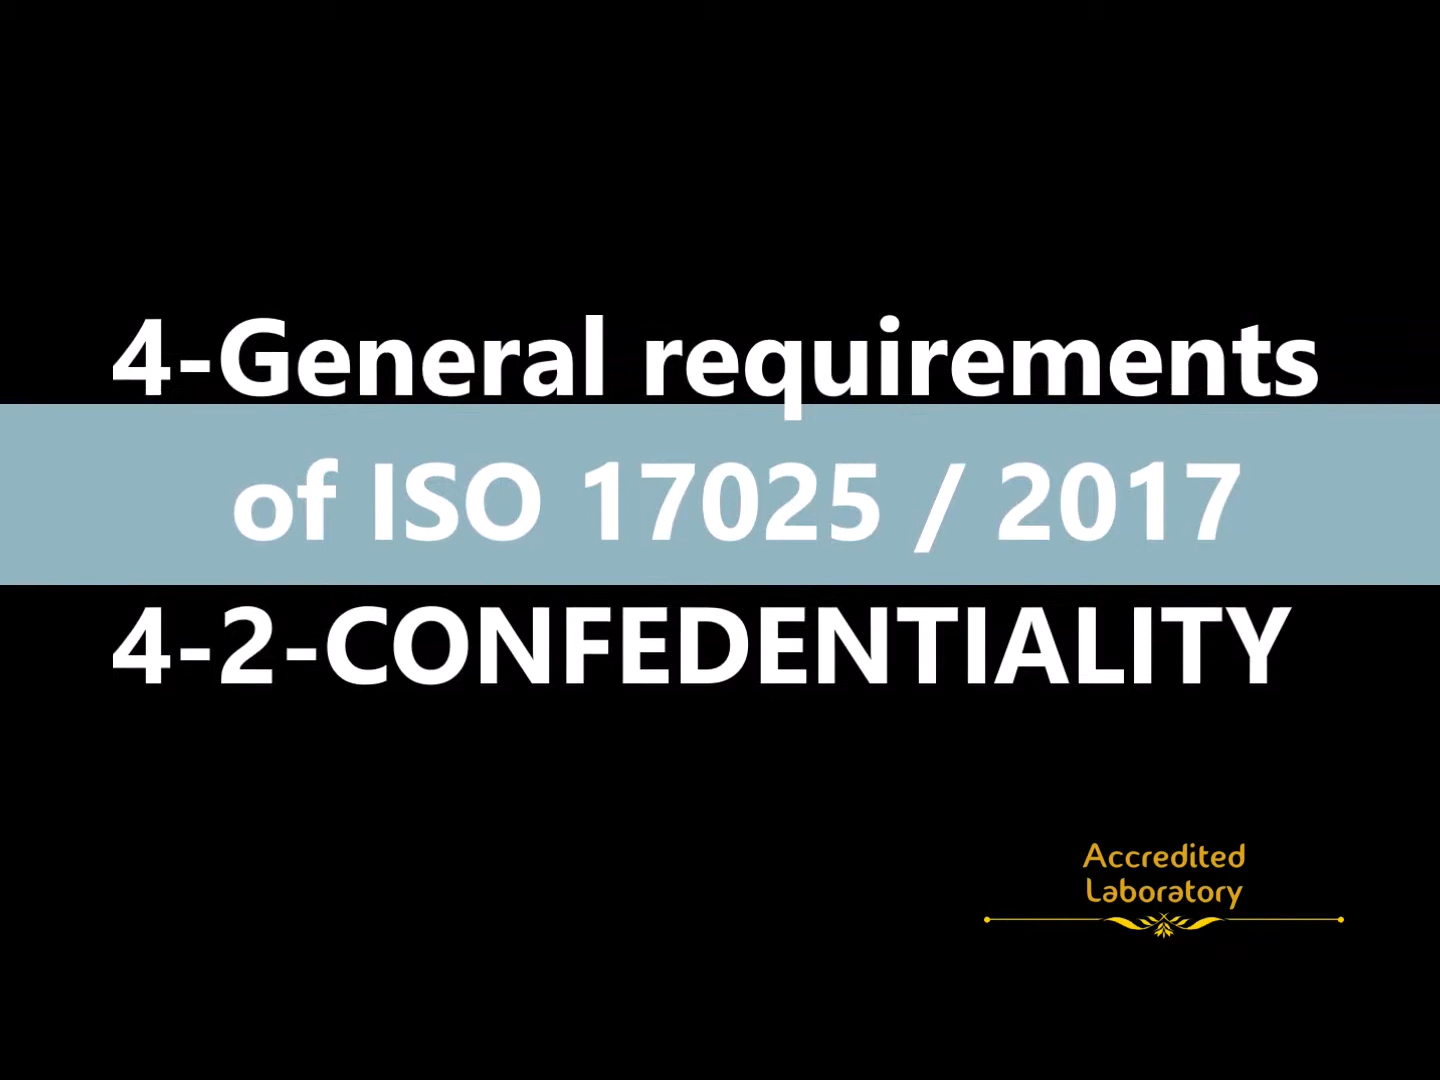 4-General requirements
of ISO 17025 / 2017
4-2-CONFEDENTIALITY
Accredited
Laboratory